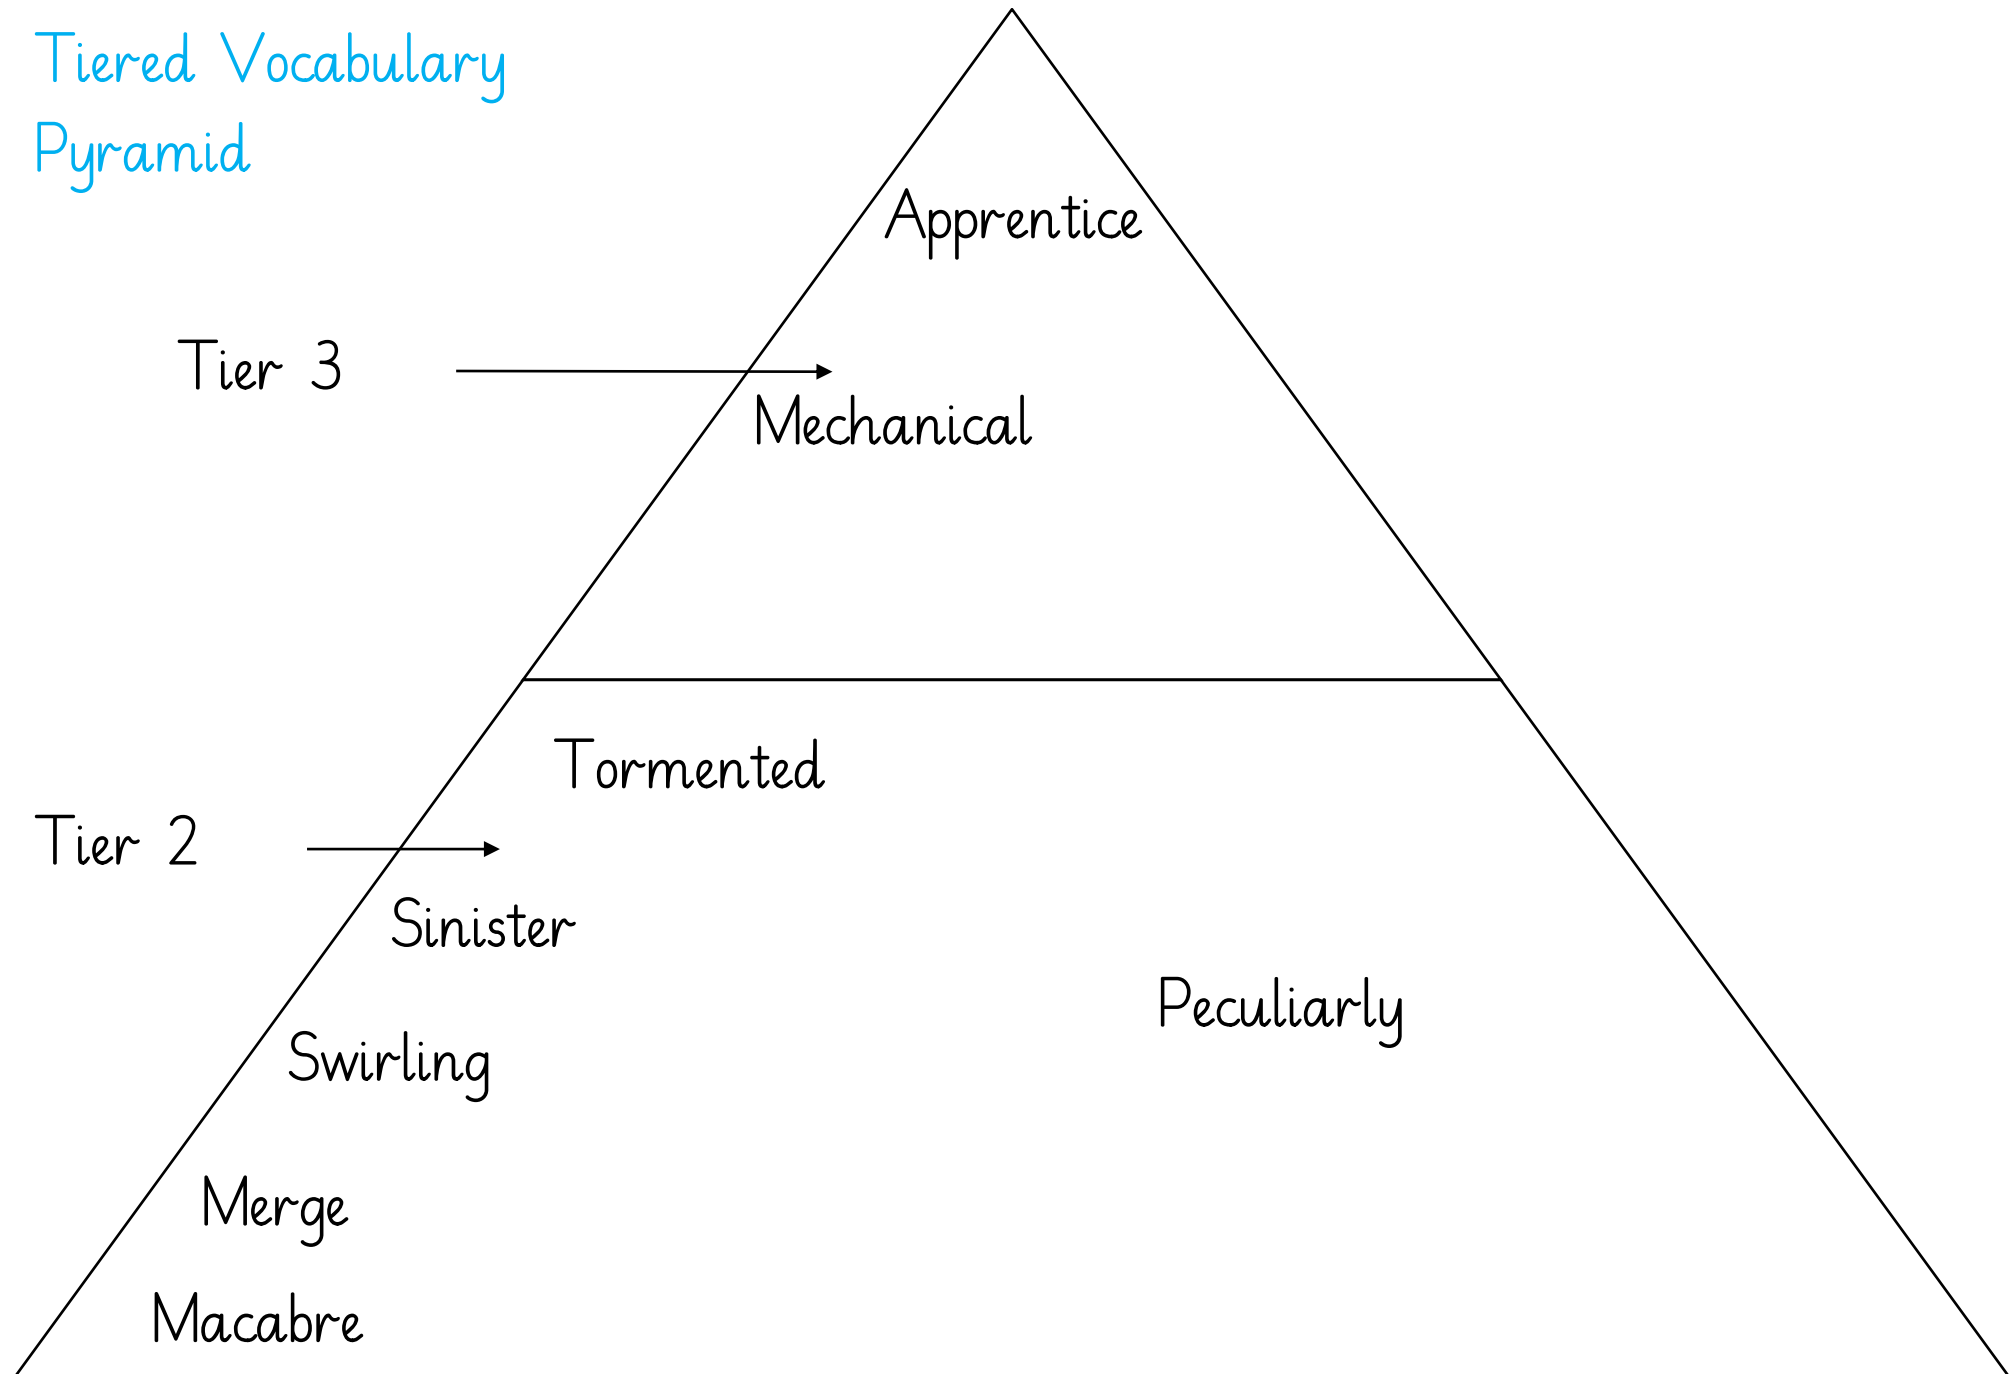 Tiered Vocabulary
Pyramid
Apprentice
Tier 3
Mechanical
Tormented
Tier 2
Sinister
Peculiarly
Swirling
Merge
Macabre